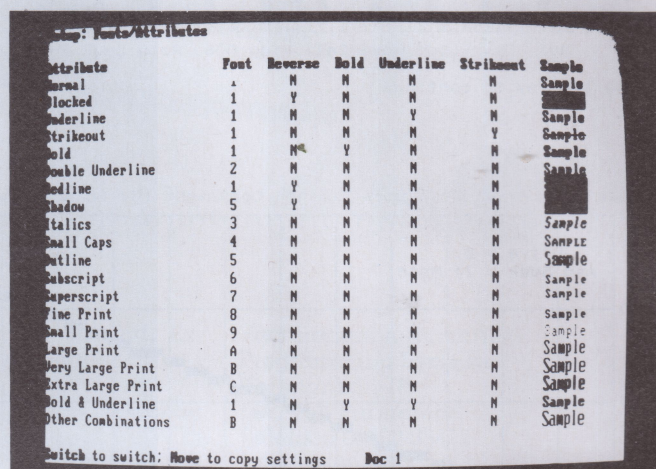 Setup: Fonts/Attributes
Attribute Font Reverse Bold Underline Strikeout Sample
Normal 1 N N N N Sample
Blocked 1 Y N N N
Underline 1 N N Y N Sample
Strikeout 1 N N N Y Sample
Bold 1 N Y N N Sample
Double Underline 2 N N N N Sample
Redline 1 Y N N N
Shadow 5 Y N N N
Italics 3 N N N N Sample
Small Caps 4 N N N N Sample
Outline 5 N N N N Sample
Subscript 6 N N N N Sample
Superscript 7 N N N N Sample
Fine Print 8 N N N N Sample
Small Print 9 N N N N Sample
Large Print A N N N N Sample
Very Large Print B N N N N Sample
Extra Large Print C N N N N Sample
Bold & Underline 1 N Y Y N Sample
Other Combinations B N N N N Sample
Switch to switch; Move to copy settings Doc 1